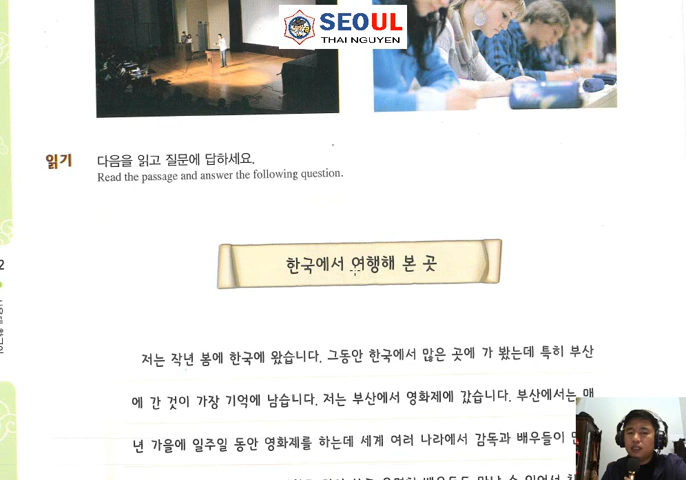 SEOUL
THAI NGUYEN
읽기
다음을 읽고 질문에 답하세요.
Read the passage and answer the following question.
한국에서 여행해 본 곳
저는 작년 봄에 한국에 왔습니다. 그동안 한국에서 많은 곳에 가 봤는데 특히 부산
에 간 것이 가장 기억에 남습니다. 저는 부산에서 영화제에 갔습니다. 부산에서는 매
년 가을에 일주일 동안 영화제를 하는데 세계 여러 나라에서 감독과 배우들이
2